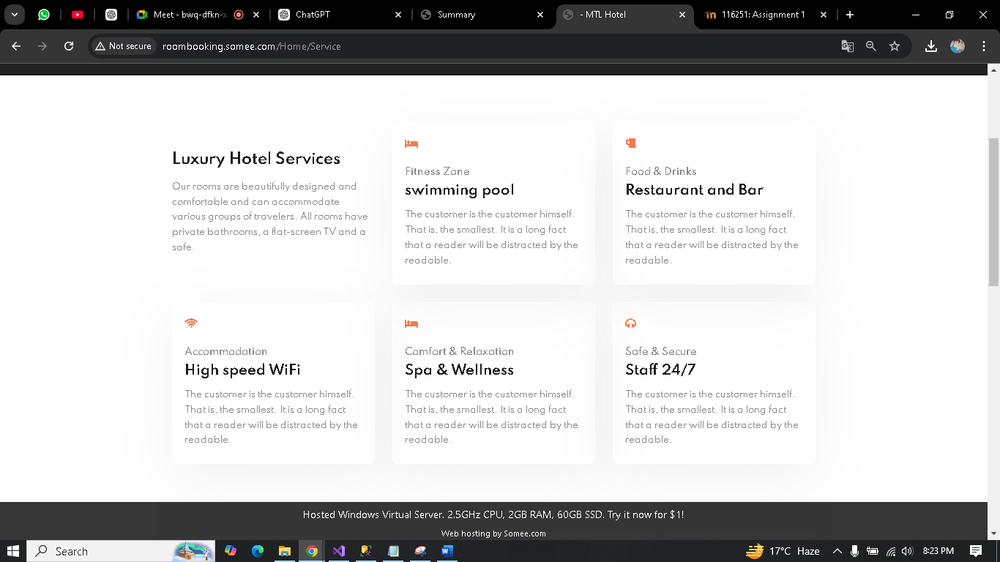 Meet - bwq-dfkn-x
ChatGPT
Summary
- MTL Hotel
116251: Assignment 1
Not secure
roombooking.somee.com/Home/Service
Luxury Hotel Services
Our rooms are beautifully designed and
comfortable and can accommodate
various groups of travelers. All rooms have
private bathrooms, a flat-screen TV and a
safe.
Fitness Zone
swimming pool
The customer is the customer himself.
That is, the smallest. It is a long fact
that a reader will be distracted by the
readable.
Food & Drinks
Restaurant and Bar
The customer is the customer himself.
That is, the smallest. It is a long fact
that a reader will be distracted by the
readable.
Accommodation
High speed WiFi
The customer is the customer himself.
That is, the smallest. It is a long fact
that a reader will be distracted by the
readable.
Comfort & Relaxation
Spa & Wellness
The customer is the customer himself.
That is, the smallest. It is a long fact
that a reader will be distracted by the
readable.
Safe & Secure
Staff 24/7
The customer is the customer himself.
That is, the smallest. It is a long fact
that a reader will be distracted by the
readable.
Hosted Windows Virtual Server. 2.5GHz CPU, 2GB RAM, 60GB SSD. Try it now for $1!
Web hosting by Somee.com
Search
17°C Haze
8:23 PM